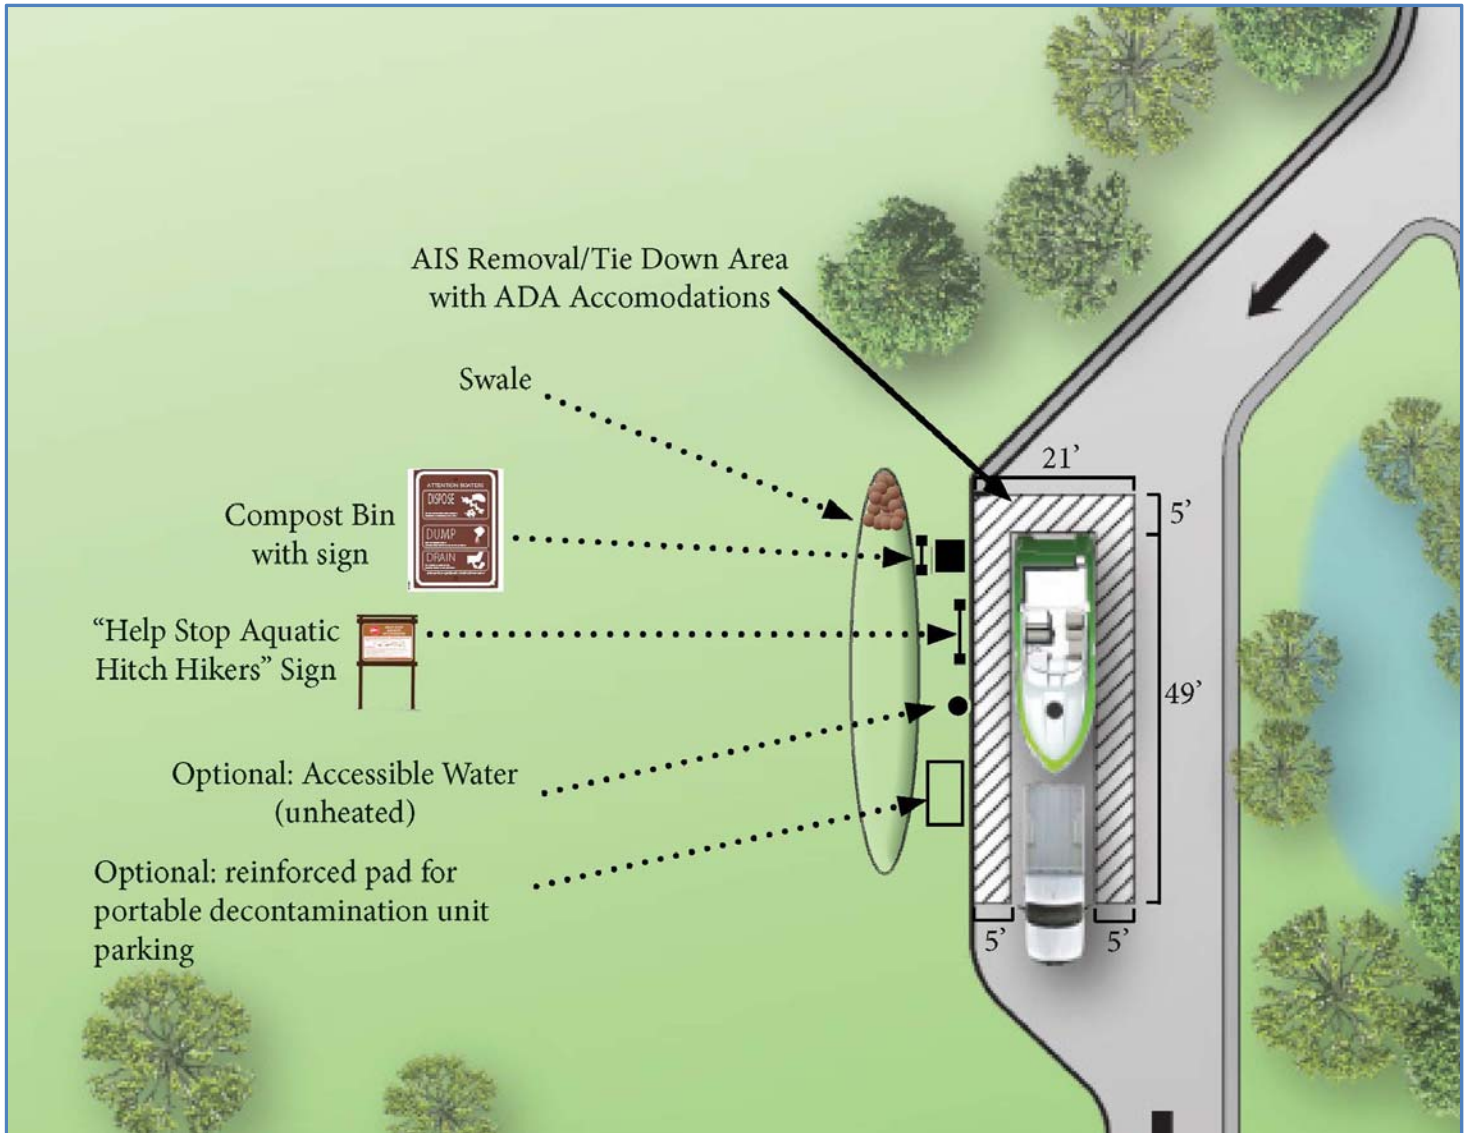 AIS Removal/Tie Down Area
with ADA Accomodations
Swale
21'
5'
Compost Bin
with sign
ATTENTION BOATERS
DISPOSE
DUMP
DRAIN
"Help Stop Aquatic
Hitch Hikers" Sign
49'
Optional: Accessible Water
(unheated)
Optional: reinforced pad for
portable decontamination unit
parking
5'
5'